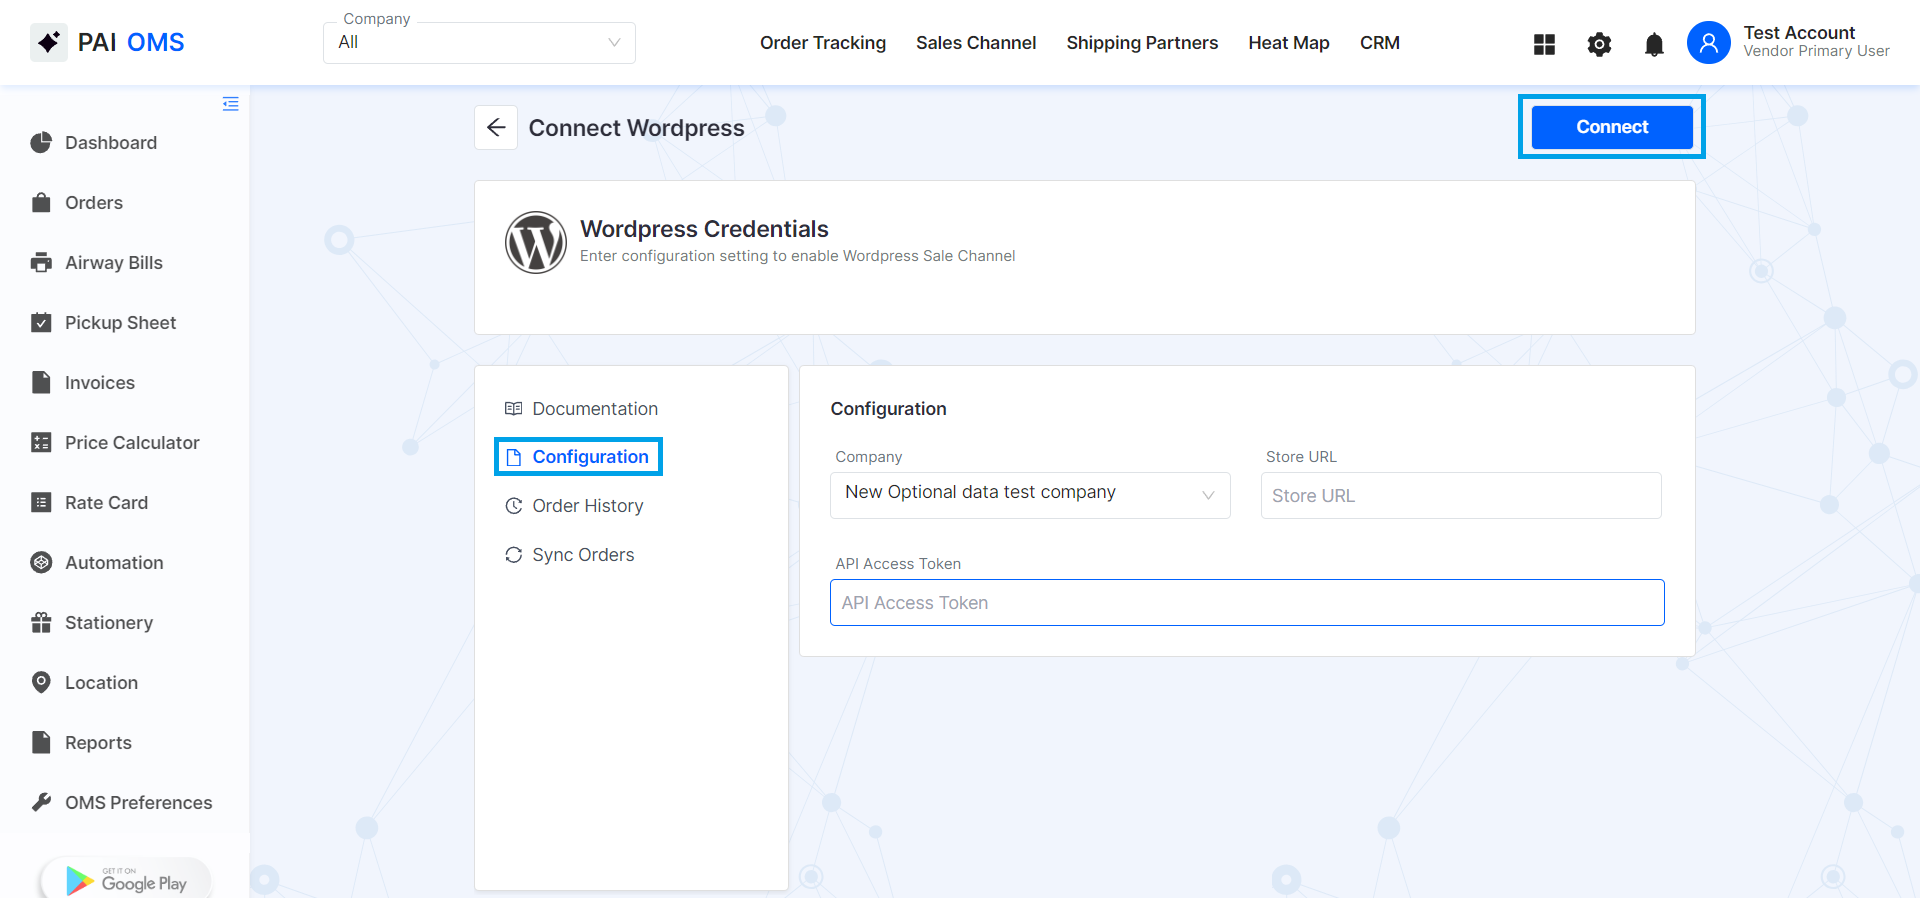 PAI OMS
Company
All
Order Tracking
Sales Channel
Shipping Partners
Heat Map
CRM
Test Account
Vendor Primary User
Dashboard
Orders
Airway Bills
Pickup Sheet
Invoices
Price Calculator
Rate Card
Automation
Stationery
Location
Reports
OMS Preferences
GET IT ON
Google Play
Connect Wordpress
Connect
Wordpress Credentials
Enter configuration setting to enable Wordpress Sale Channel
Documentation
Configuration
Order History
Sync Orders
Configuration
Company
New Optional data test company
Store URL
Store URL
API Access Token
API Access Token